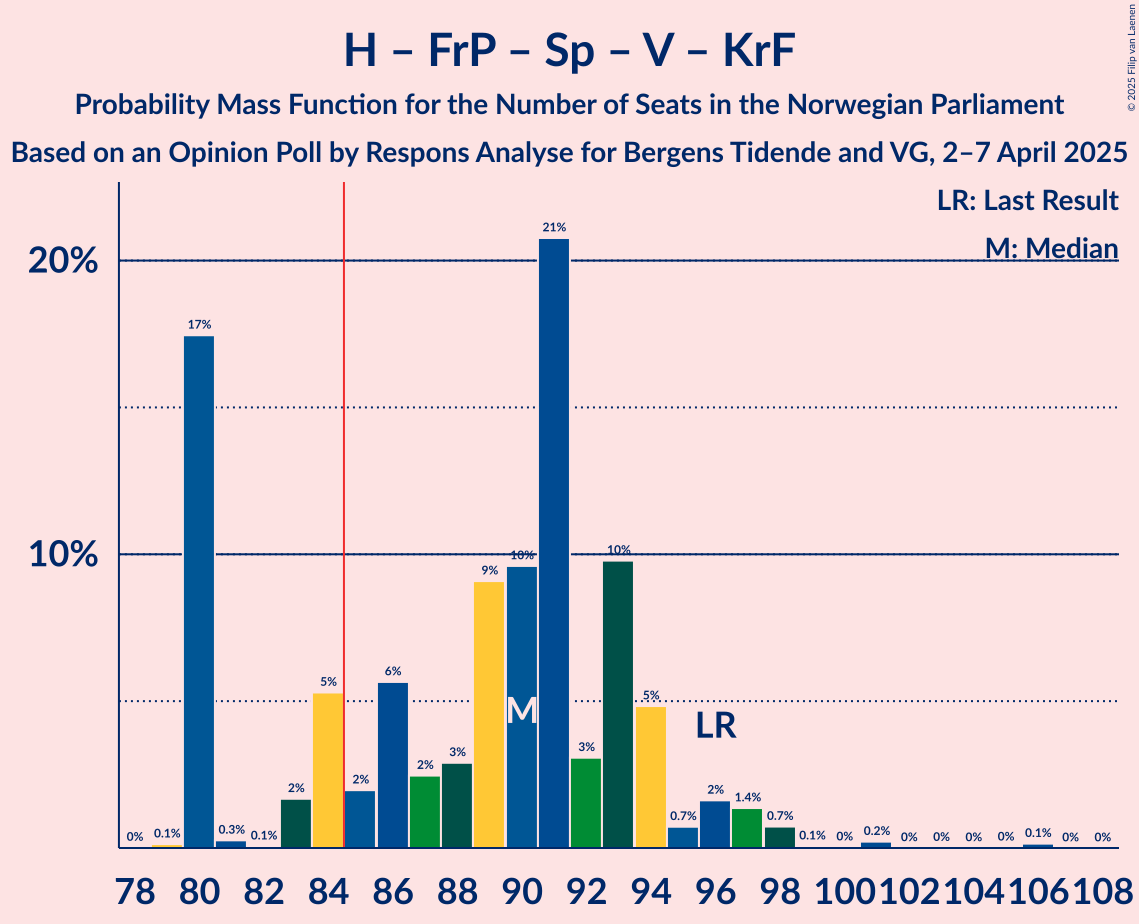 H – FrP – Sp – V – KrF
Probability Mass Function for the Number of Seats in the Norwegian Parliament
Based on an Opinion Poll by Respons Analyse for Bergens Tidende and VG, 2–7 April 2025
© 2025 Filip van Laenen
LR: Last Result
M: Median
20%
10%
0% 0.1% 17% 0.3% 0.1% 2% 5% 2% 6% 2% 3% 9% 10% 21% 3% 10% 5% 0.7% 2% 1.4% 0.7% 0.1% 0% 0.2% 0% 0% 0% 0% 0.1% 0% 0%
M
LR
78 80 82 84 86 88 90 92 94 96 98 100 102 104 106 108